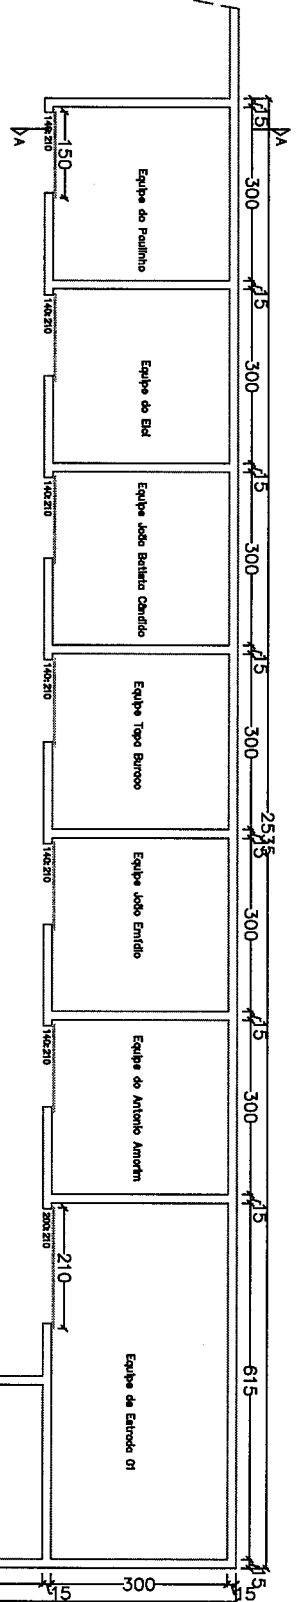 2535
15
300
15
300
15
300
15
300
15
300
15
300
15
615
15
A
A
150
140x210
Equipe do Paulinho
140x210
Equipe do Eloi
140x210
Equipe João Batista Cândido
140x210
Equipe Tapa Buraco
140x210
Equipe João Emídio
140x210
Equipe do Antonio Amorim
200x210
210
Equipe de Estrada 01
15
300
15